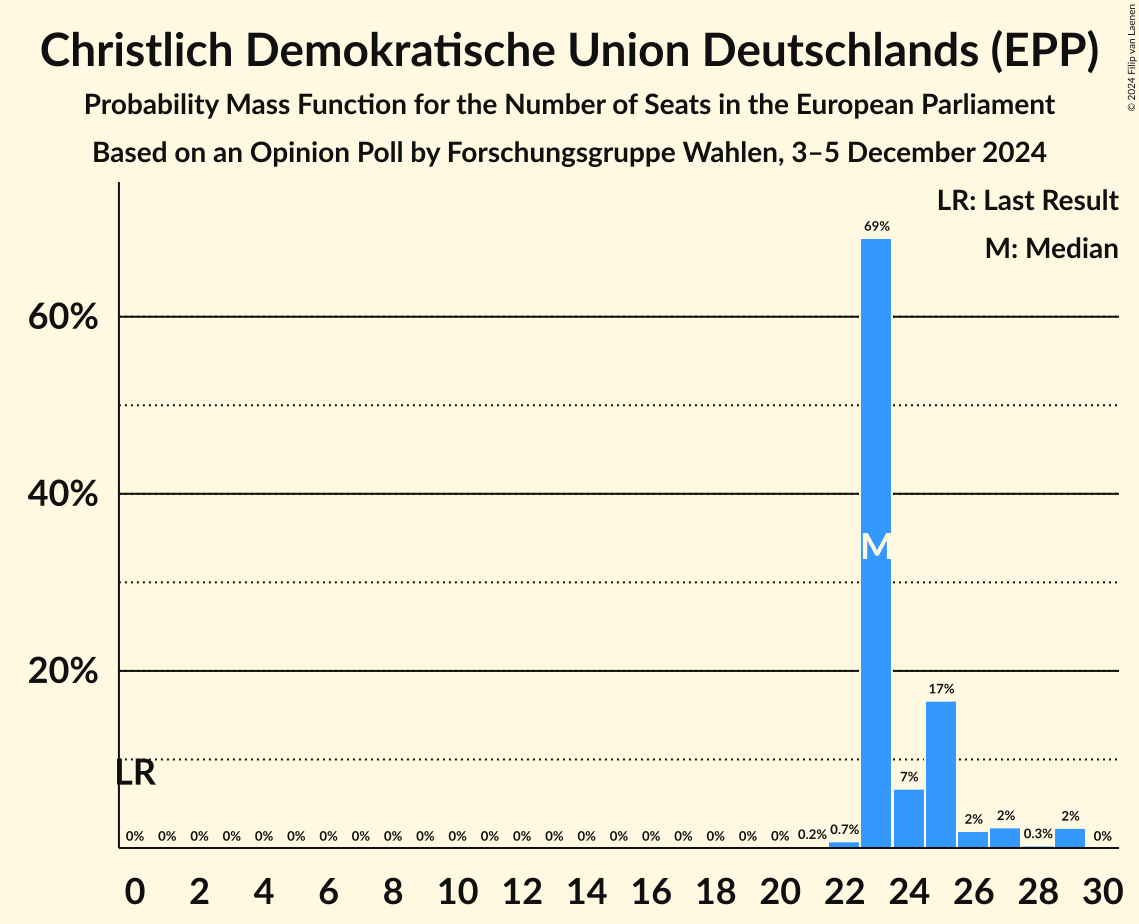 Christlich Demokratische Union Deutschlands (EPP)
Probability Mass Function for the Number of Seats in the European Parliament
Based on an Opinion Poll by Forschungsgruppe Wahlen, 3–5 December 2024
© 2024 Filip van Laenen
LR: Last Result
M: Median
69%
60%
40%
M
20%
17%
LR
7%
0% 0% 0% 0% 0% 0% 0% 0% 0% 0% 0% 0% 0% 0% 0% 0% 0% 0% 0% 0% 0% 0.2% 0.7% 2% 2% 0.3% 2% 0%
0 2 4 6 8 10 12 14 16 18 20 22 24 26 28 30